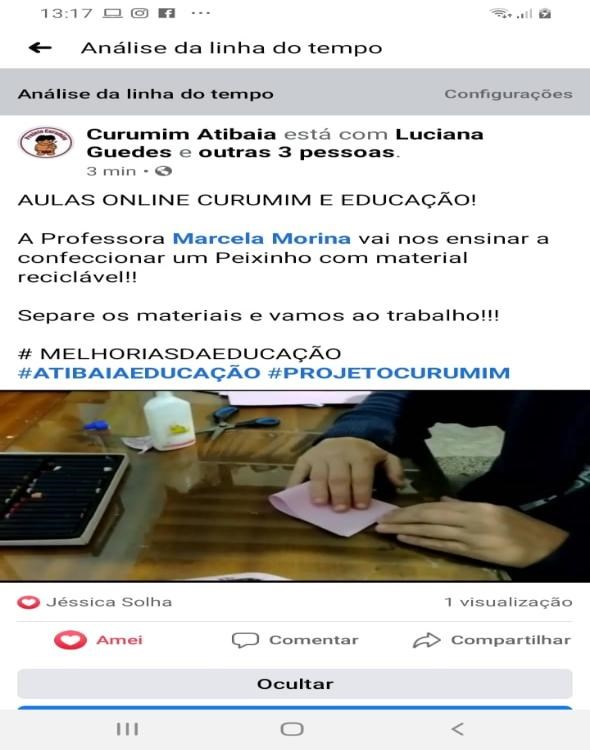 13:17
Análise da linha do tempo
Análise da linha do tempo Configurações
Curumim Atibaia está com Luciana
Guedes e outras 3 pessoas.
3 min
AULAS ONLINE CURUMIM E EDUCAÇÃO!
A Professora Marcela Morina vai nos ensinar a
confeccionar um Peixinho com material
reciclável!!
Separe os materiais e vamos ao trabalho!!!
# MELHORIASDAEDUCAÇÃO
#ATIBAIAEDUCAÇÃO #PROJETOCURUMIM
Jéssica Solha 1 visualização
Amei Comentar Compartilhar
Ocultar